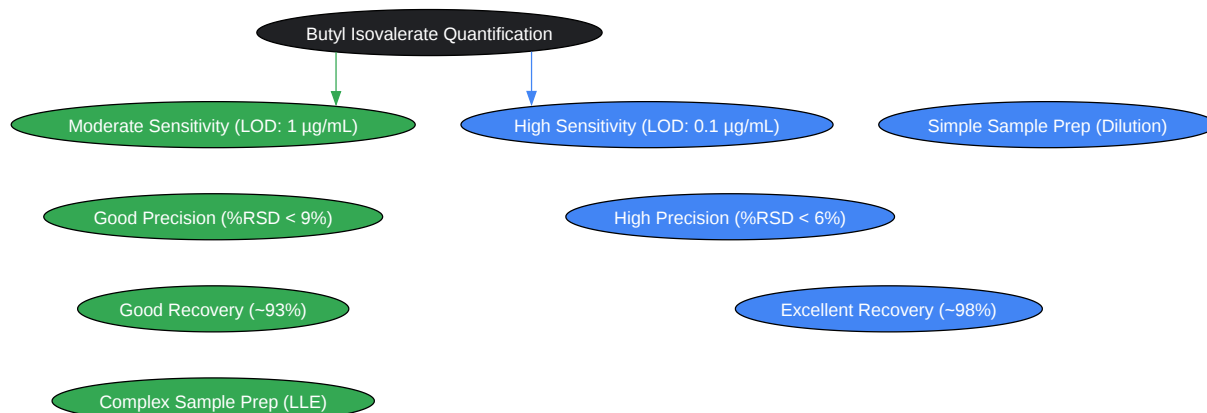 Butyl Isovalerate Quantification
Moderate Sensitivity (LOD: 1 µg/mL)
High Sensitivity (LOD: 0.1 µg/mL)
Simple Sample Prep (Dilution)
Good Precision (%RSD < 9%)
High Precision (%RSD < 6%)
Good Recovery (~93%)
Excellent Recovery (~98%)
Complex Sample Prep (LLE)